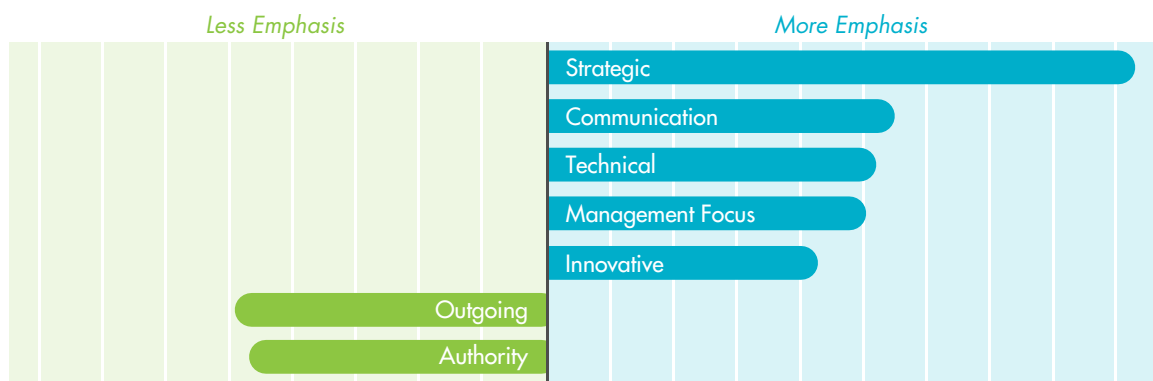 Less Emphasis
More Emphasis
Strategic
Communication
Technical
Management Focus
Innovative
Outgoing
Authority